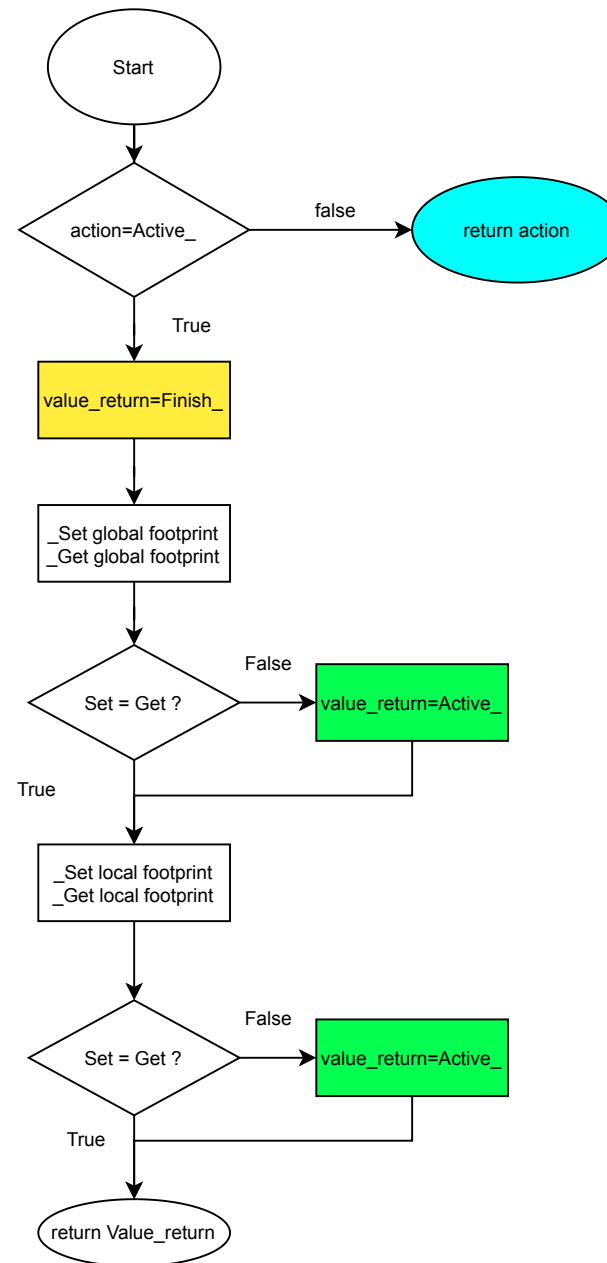 Start
action=Active_
false
return action
True
value_return=Finish_
_Set global footprint
_Get global footprint
Set = Get ?
False
value_return=Active_
True
_Set local footprint
_Get local footprint
Set = Get ?
False
value_return=Active_
True
return Value_return